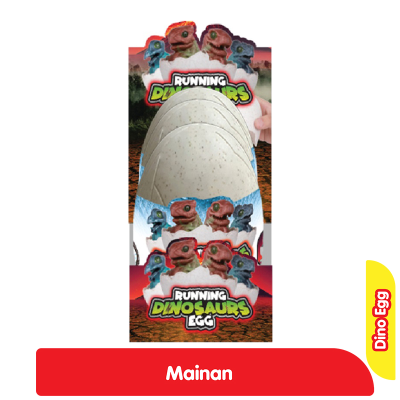 RUNNING
DINOSAURS
RUNNING
DINOSAURS
EGG
Mainan
Dino Egg